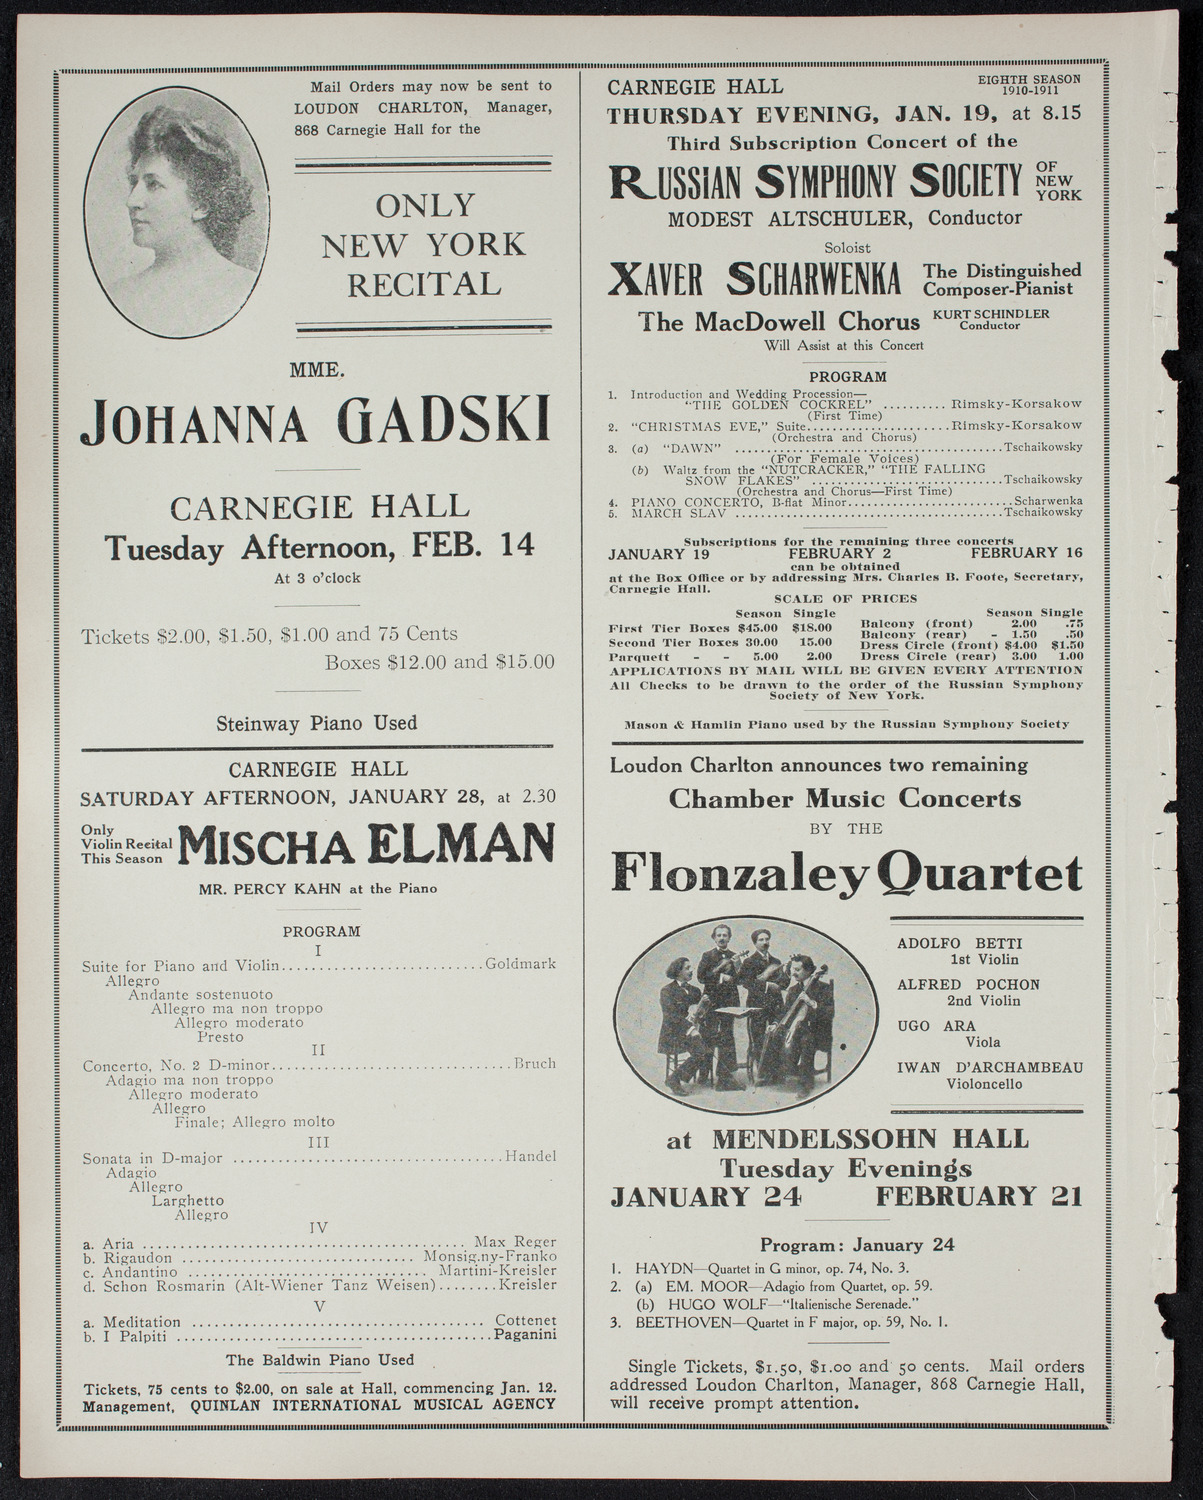 Mail Orders may now be sent to
LOUDON CHARLTON, Manager,
868 Carnegie Hall for the
ONLY
NEW YORK
RECITAL
MME.
JOHANNA GADSKI
CARNEGIE HALL
Tuesday Afternoon, FEB. 14
At 3 o'clock
Tickets $2.00, $1.50, $1.00 and 75 Cents
Boxes $12.00 and $15.00
Steinway Piano Used
CARNEGIE HALL
SATURDAY AFTERNOON, JANUARY 28, at 2.30
Only
Violin Recital
This Season
MISCHA ELMAN
MR. PERCY KAHN at the Piano
PROGRAM
I
Suite for Piano and Violin..........................Goldmark
Allegro
Andante sostenuto
Allegro ma non troppo
Allegro moderato
Presto
II
Concerto, No. 2 D-minor..............................Bruch
Adagio ma non troppo
Allegro moderato
Allegro
Finale; Allegro molto
III
Sonata in D-major ..................................Handel
Adagio
Allegro
Larghetto
Allegro
IV
a. Aria ........................................ Max Reger
b. Rigaudon .............................. Monsig.ny-Franko
c. Andantino .............................. Martini-Kreisler
d. Schon Rosmarin (Alt-Wiener Tanz Weisen)........Kreisler
V
a. Meditation ..................................... Cottenet
b. I Palpiti ........................................Paganini
The Baldwin Piano Used
Tickets, 75 cents to $2.00, on sale at Hall, commencing Jan. 12.
Management, QUINLAN INTERNATIONAL MUSICAL AGENCY
CARNEGIE HALL
EIGHTH SEASON
1910-1911
THURSDAY EVENING, JAN. 19, at 8.15
Third Subscription Concert of the
RUSSIAN SYMPHONY SOCIETY OF NEW YORK
MODEST ALTSCHULER, Conductor
Soloist
XAVER SCHARWENKA
The Distinguished
Composer-Pianist
The MacDowell Chorus
KURT SCHINDLER
Conductor
Will Assist at this Concert
PROGRAM
1. Introduction and Wedding Procession—
"THE GOLDEN COCKREL" .......... Rimsky-Korsakow
(First Time)
2. "CHRISTMAS EVE," Suite......................Rimsky-Korsakow
(Orchestra and Chorus)
3. (a) "DAWN" .........................................Tschaikowsky
(For Female Voices)
(b) Waltz from the "NUTCRACKER," "THE FALLING
SNOW FLAKES" .............................Tschaikowsky
(Orchestra and Chorus—First Time)
4. PIANO CONCERTO, B-flat Minor.........................Scharwenka
5. MARCH SLAV .........................................Tschaikowsky
Subscriptions for the remaining three concerts
JANUARY 19 FEBRUARY 2 FEBRUARY 16
can be obtained
at the Box Office or by addressing Mrs. Charles B. Foote, Secretary,
Carnegie Hall.
SCALE OF PRICES
Season Single
First Tier Boxes $45.00 $18.00
Second Tier Boxes 30.00 15.00
Parquett - - 5.00 2.00
Season Single
Balcony (front) 2.00 .75
Balcony (rear) - 1.50 .50
Dress Circle (front) $4.00 $1.50
Dress Circle (rear) 3.00 1.00
APPLICATIONS BY MAIL WILL BE GIVEN EVERY ATTENTION
All Checks to be drawn to the order of the Russian Symphony
Society of New York.
Mason & Hamlin Piano used by the Russian Symphony Society
Loudon Charlton announces two remaining
Chamber Music Concerts
BY THE
Flonzaley Quartet
ADOLFO BETTI
1st Violin
ALFRED POCHON
2nd Violin
UGO ARA
Viola
IWAN D'ARCHAMBEAU
Violoncello
at MENDELSSOHN HALL
Tuesday Evenings
JANUARY 24 FEBRUARY 21
Program: January 24
1. HAYDN—Quartet in G minor, op. 74, No. 3.
2. (a) EM. MOOR—Adagio from Quartet, op. 59.
(b) HUGO WOLF—"Italienische Serenade."
3. BEETHOVEN—Quartet in F major, op. 59, No. 1.
Single Tickets, $1.50, $1.00 and 50 cents. Mail orders
addressed Loudon Charlton, Manager, 868 Carnegie Hall,
will receive prompt attention.